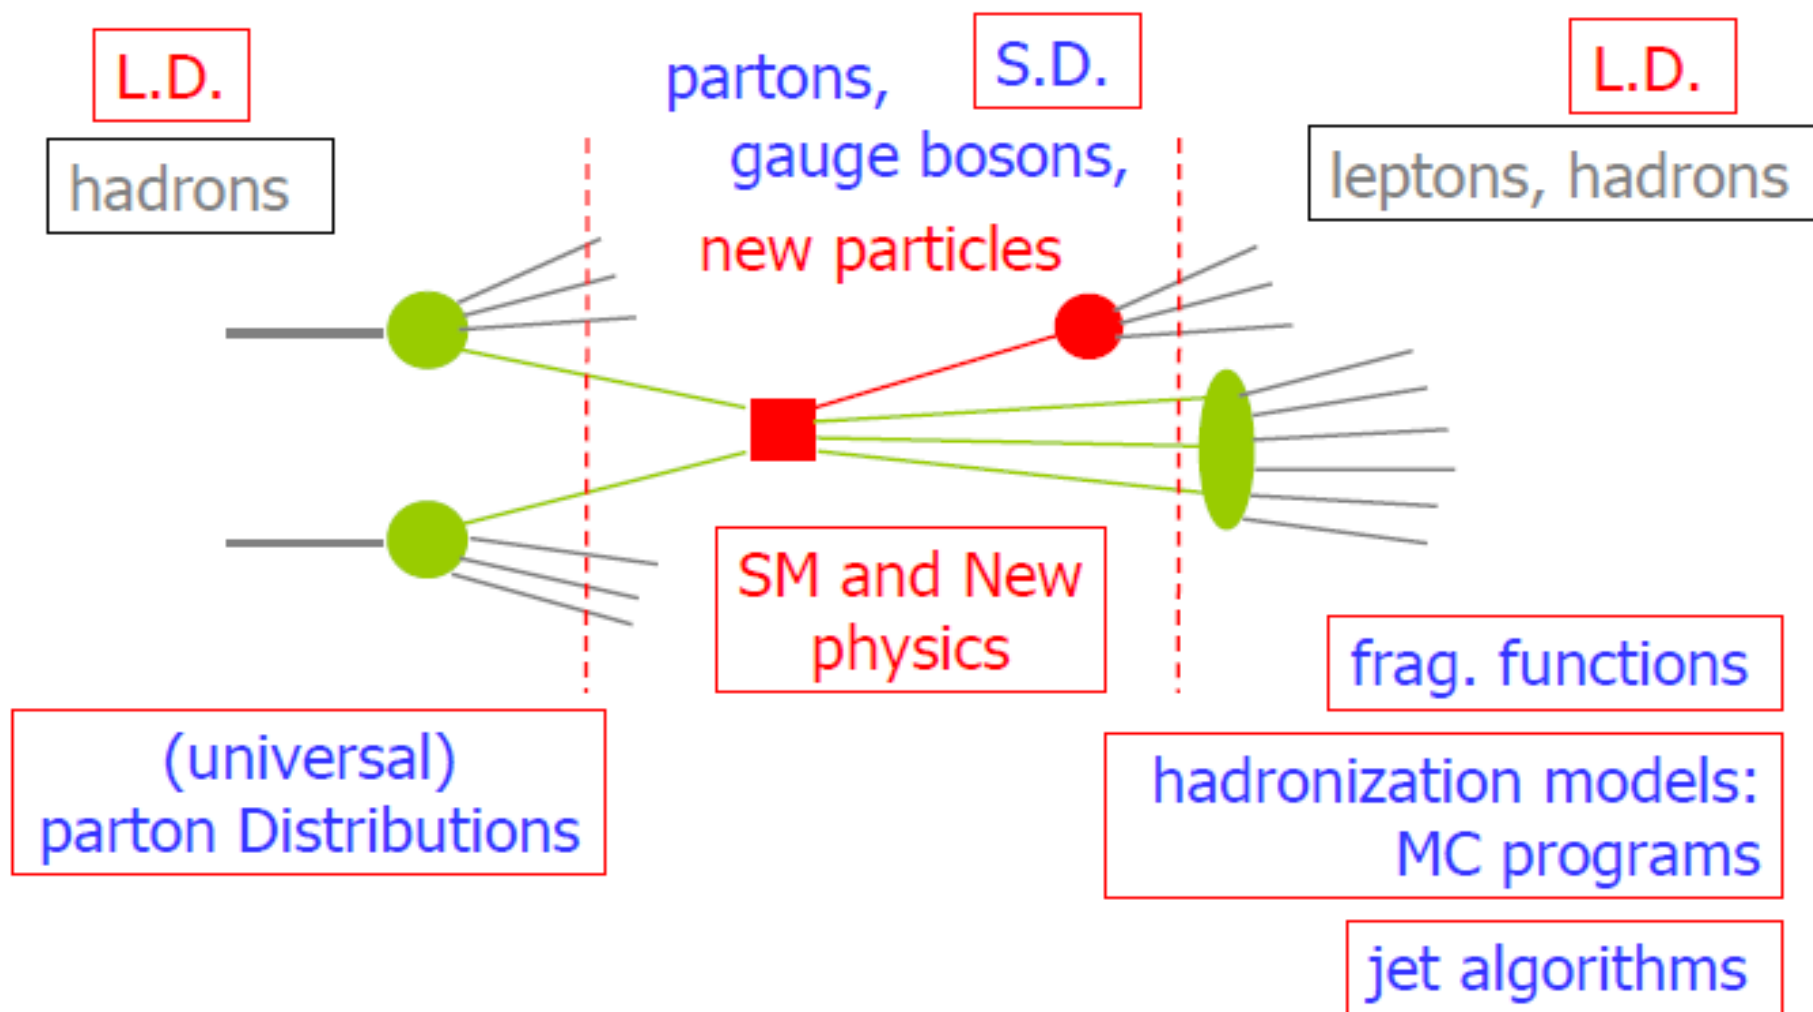 L.D.
hadrons
partons,
S.D.
gauge bosons,
new particles
L.D.
leptons, hadrons
SM and New
physics
(universal)
parton Distributions
frag. functions
hadronization models:
MC programs
jet algorithms